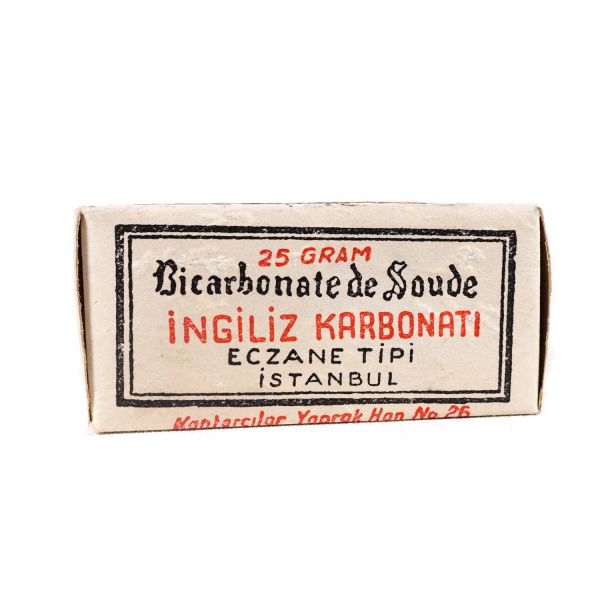 25 GRAM
Bicarbonate de Soude
İNGİLİZ KARBONATI
ECZANE TİPİ
İSTANBUL
Kantarcılar Yaprak Han No. 26